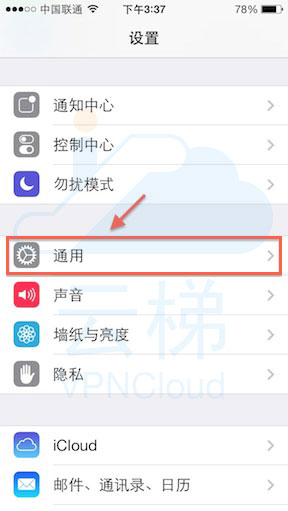 中国联通 下午3:37 78%
设置
通知中心
控制中心
勿扰模式
通用
声音
墙纸与亮度
隐私
云梯
VPNCloud
iCloud
邮件、通讯录、日历